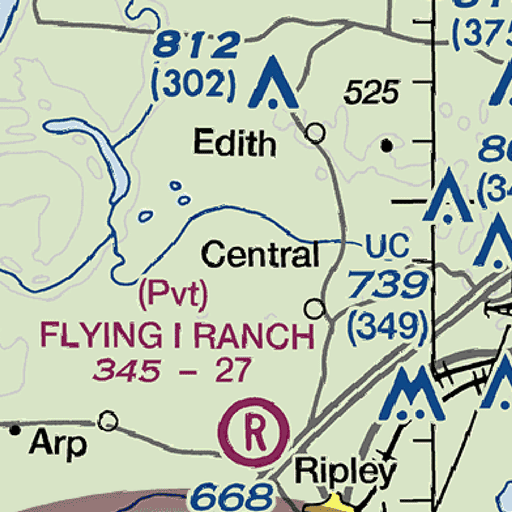 812
(302)
525
Edith
Central
UC
739
(349)
(Pvt)
FLYING I RANCH
345 - 27
R
Arp
Ripley
668